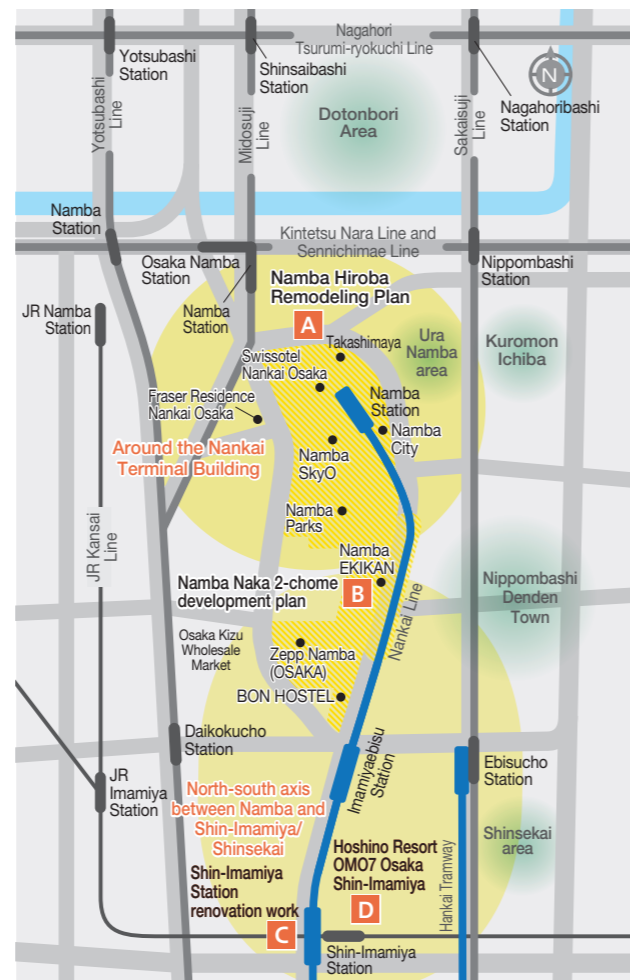 Nagahori
Tsurumi-ryokuchi Line
Yotsubashi
Station
Shinsaibashi
Station
N
Nagahoribashi
Station
Yotsubashi
Line
Midosuji
Line
Dotonbori
Area
Sakaisuji
Line
Namba
Station
Kintetsu Nara Line and
Sennichimae Line
Osaka Namba
Station
Nippombashi
Station
JR Namba
Station
Namba
Station
Namba Hiroba
Remodeling Plan
A
Takashimaya
Ura
Namba
area
Kuromon
Ichiba
Swissotel
Nankai Osaka
Fraser Residence
Nankai Osaka
Namba
Station
Namba
City
Around the Nankai
Terminal Building
Namba
SkyO
Namba
Parks
JR Kansai
Line
Namba
EKIKAN
Namba Naka 2-chome
development plan
B
Nankai Line
Nippombashi
Denden
Town
Osaka Kizu
Wholesale
Market
Zepp Namba
(OSAKA)
BON HOSTEL
Daikokucho
Station
Imamiyaebisu
Station
Ebisucho
Station
JR
Imamiya
Station
North-south axis
between Namba and
Shin-Imamiya/
Shinsekai
Shinsekai
area
Hoshino Resort
OMO7 Osaka
Shin-Imamiya
D
Hankai Tramway
Shin-Imamiya
Station
renovation work
C
Shin-Imamiya
Station